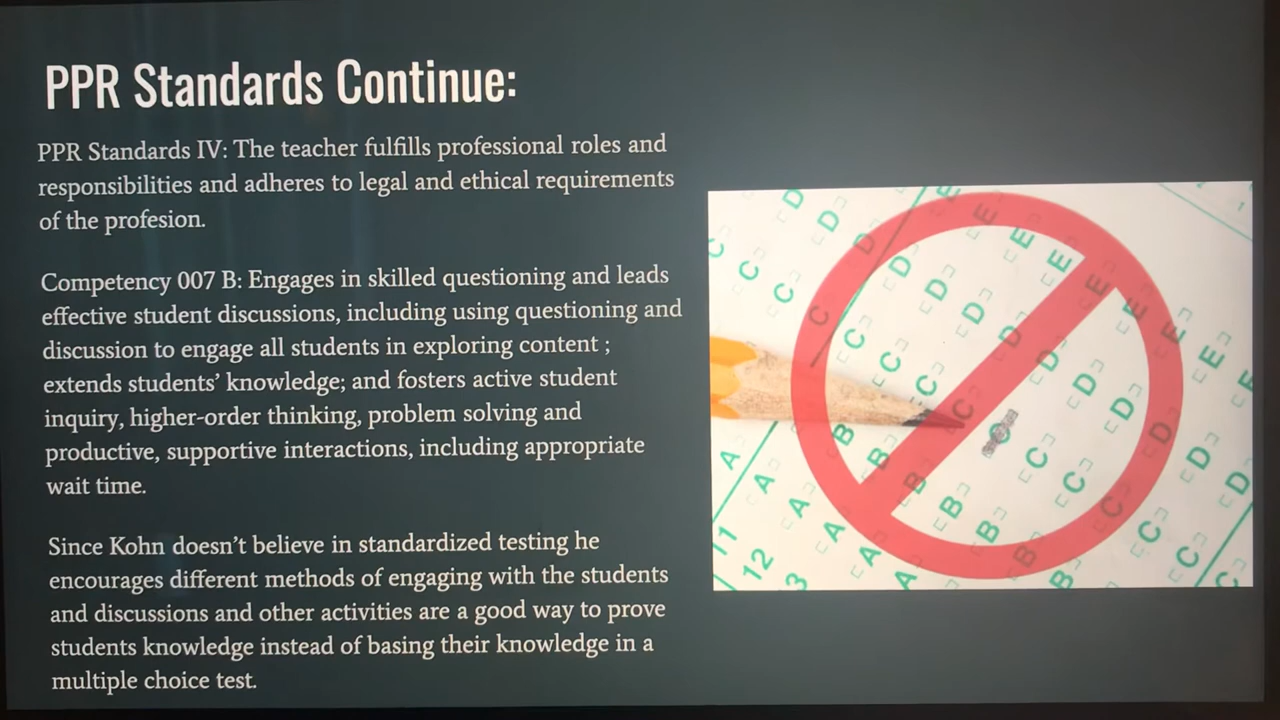 PPR Standards Continue:
PPR Standards IV: The teacher fulfills professional roles and
responsibilities and adheres to legal and ethical requirements
of the profesion.
Competency 007 B: Engages in skilled questioning and leads
effective student discussions, including using questioning and
discussion to engage all students in exploring content ;
extends students' knowledge; and fosters active student
inquiry, higher-order thinking, problem solving and
productive, supportive interactions, including appropriate
wait time.
Since Kohn doesn't believe in standardized testing he
encourages different methods of engaging with the students
and discussions and other activities are a good way to prove
students knowledge instead of basing their knowledge in a
multiple choice test.
11 A B C D E
12 A B C D E